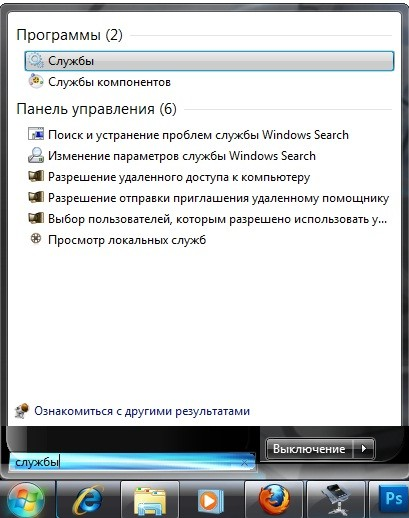 Программы (2)
Службы
Службы компонентов
Панель управления (6)
Поиск и устранение проблем службы Windows Search
Изменение параметров службы Windows Search
Разрешение удаленного доступа к компьютеру
Разрешение отправки приглашения удаленному помощнику
Выбор пользователей, которым разрешено использовать у...
Просмотр локальных служб
Ознакомиться с другими результатами
службы
Выключение
Ps